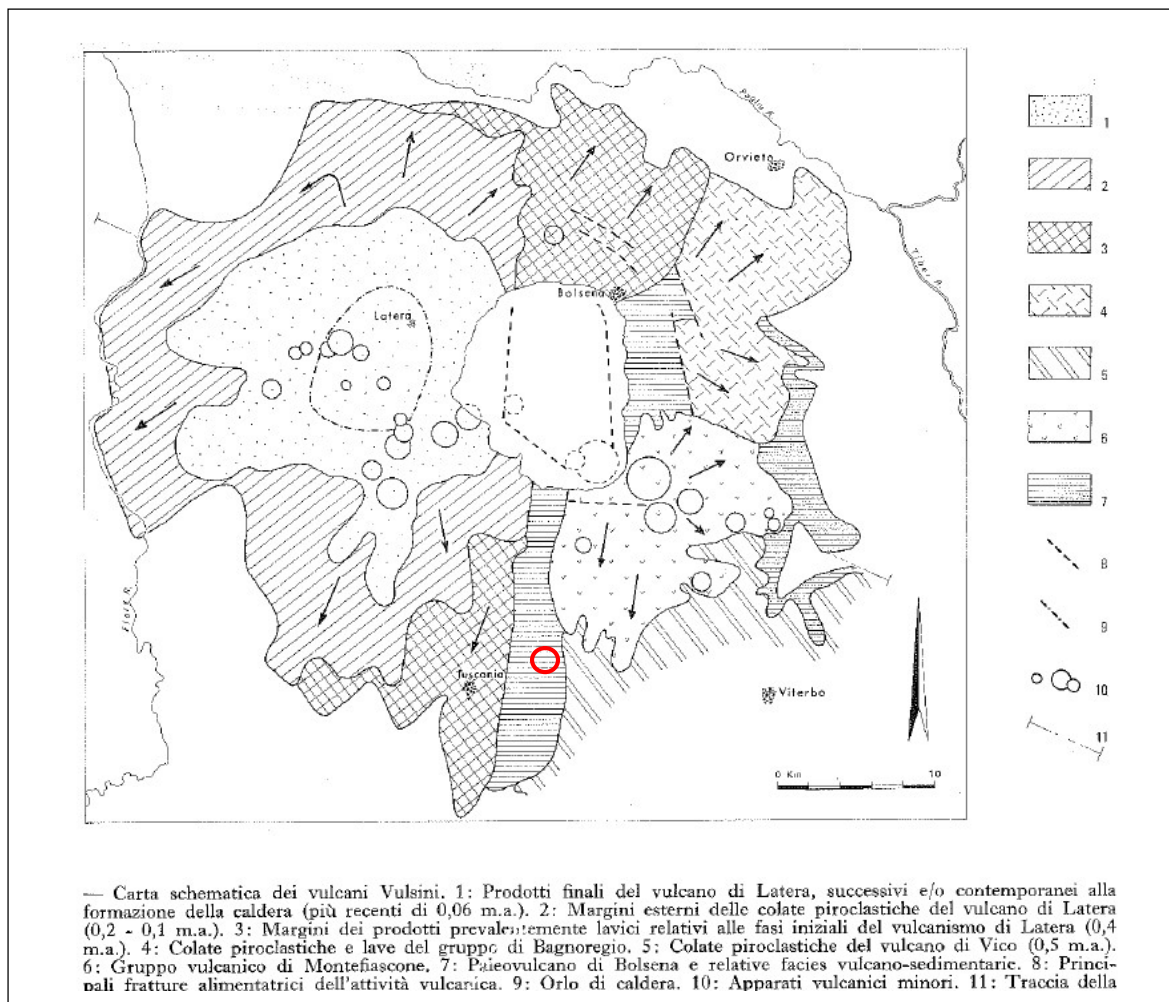 Paglia R.
Orvieto
1
2
3
Tiber R.
Bolsena
4
Latera
5
6
7
8
Fiora R.
9
Tuscania
Viterbo
10
11
0 Km 10
— Carta schematica dei vulcani Vulsini. 1: Prodotti finali del vulcano di Latera, successivi e/o contemporanei alla
formazione della caldera (più recenti di 0,06 m.a.). 2: Margini esterni delle colate piroclastiche del vulcano di Latera
(0,2 - 0,1 m.a.). 3: Margini dei prodotti prevalentemente lavici relativi alle fasi iniziali del vulcanismo di Latera (0,4
m.a.). 4: Colate piroclastiche e lave del gruppo di Bagnoregio. 5: Colate piroclastiche del vulcano di Vico (0,5 m.a.).
6: Gruppo vulcanico di Montefiascone. 7: Paleovulcano di Bolsena e relative facies vulcano-sedimentarie. 8: Princi-
pali fratture alimentatrici dell'attività vulcanica. 9: Orlo di caldera. 10: Apparati vulcanici minori. 11: Traccia della